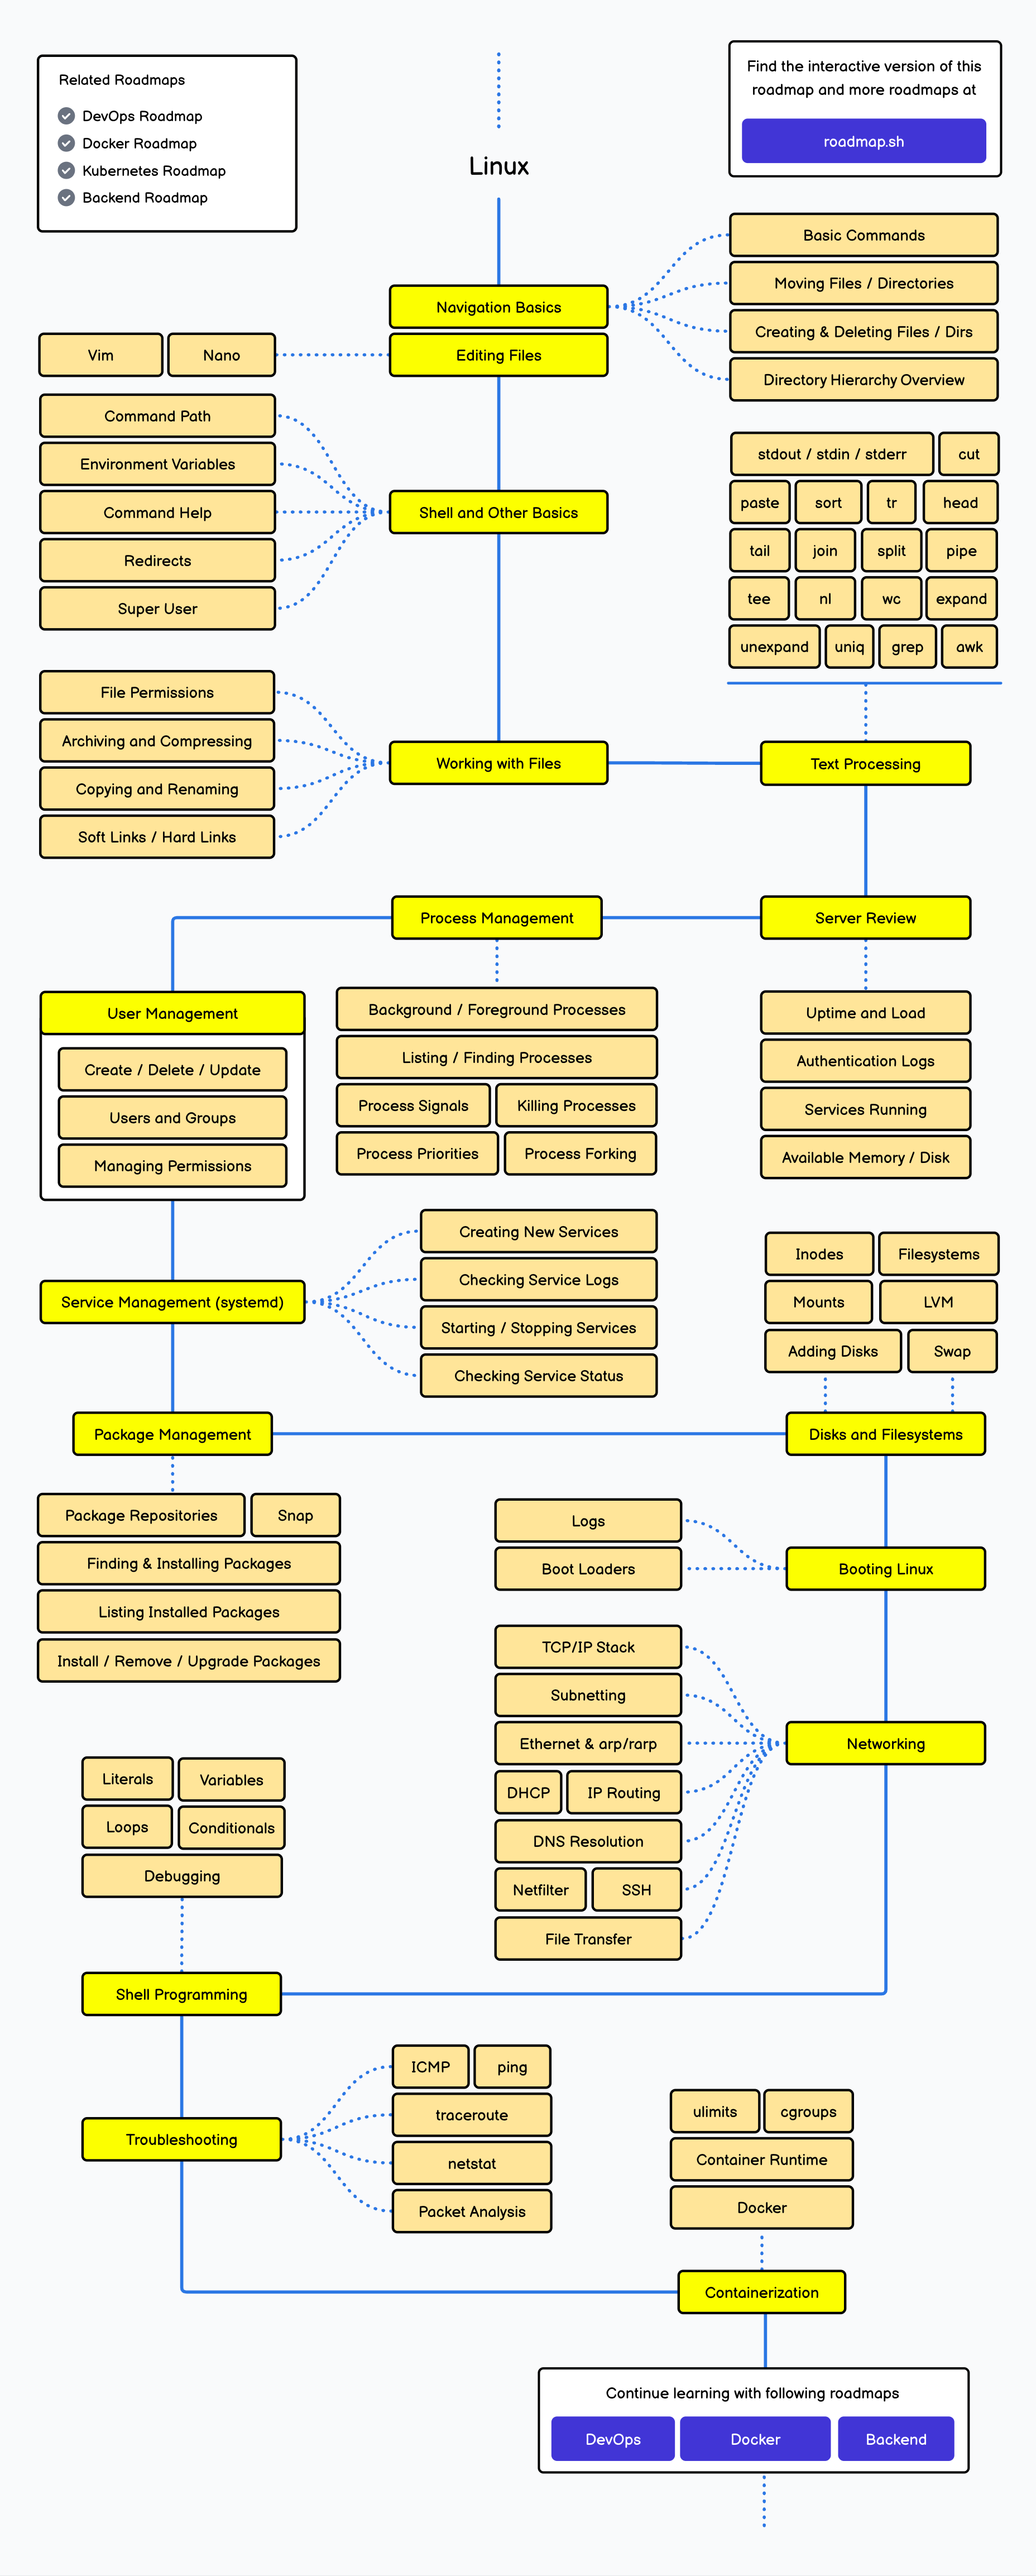 Related Roadmaps
DevOps Roadmap
Docker Roadmap
Kubernetes Roadmap
Backend Roadmap
Linux
Find the interactive version of this
roadmap and more roadmaps at
roadmap.sh
Navigation Basics
Basic Commands
Moving Files / Directories
Creating & Deleting Files / Dirs
Directory Hierarchy Overview
Vim
Nano
Editing Files
Command Path
Environment Variables
Command Help
Redirects
Super User
Shell and Other Basics
stdout / stdin / stderr
cut
paste
sort
tr
head
tail
join
split
pipe
tee
nl
wc
expand
unexpand
uniq
grep
awk
File Permissions
Archiving and Compressing
Copying and Renaming
Soft Links / Hard Links
Working with Files
Text Processing
Process Management
Server Review
User Management
Create / Delete / Update
Users and Groups
Managing Permissions
Background / Foreground Processes
Listing / Finding Processes
Process Signals
Killing Processes
Process Priorities
Process Forking
Uptime and Load
Authentication Logs
Services Running
Available Memory / Disk
Service Management (systemd)
Creating New Services
Checking Service Logs
Starting / Stopping Services
Checking Service Status
Inodes
Filesystems
Mounts
LVM
Adding Disks
Swap
Package Management
Disks and Filesystems
Package Repositories
Snap
Finding & Installing Packages
Listing Installed Packages
Install / Remove / Upgrade Packages
Logs
Boot Loaders
Booting Linux
TCP/IP Stack
Subnetting
Ethernet & arp/rarp
DHCP
IP Routing
DNS Resolution
Netfilter
SSH
File Transfer
Networking
Literals
Variables
Loops
Conditionals
Debugging
Shell Programming
Troubleshooting
ICMP
ping
traceroute
netstat
Packet Analysis
ulimits
cgroups
Container Runtime
Docker
Containerization
Continue learning with following roadmaps
DevOps
Docker
Backend